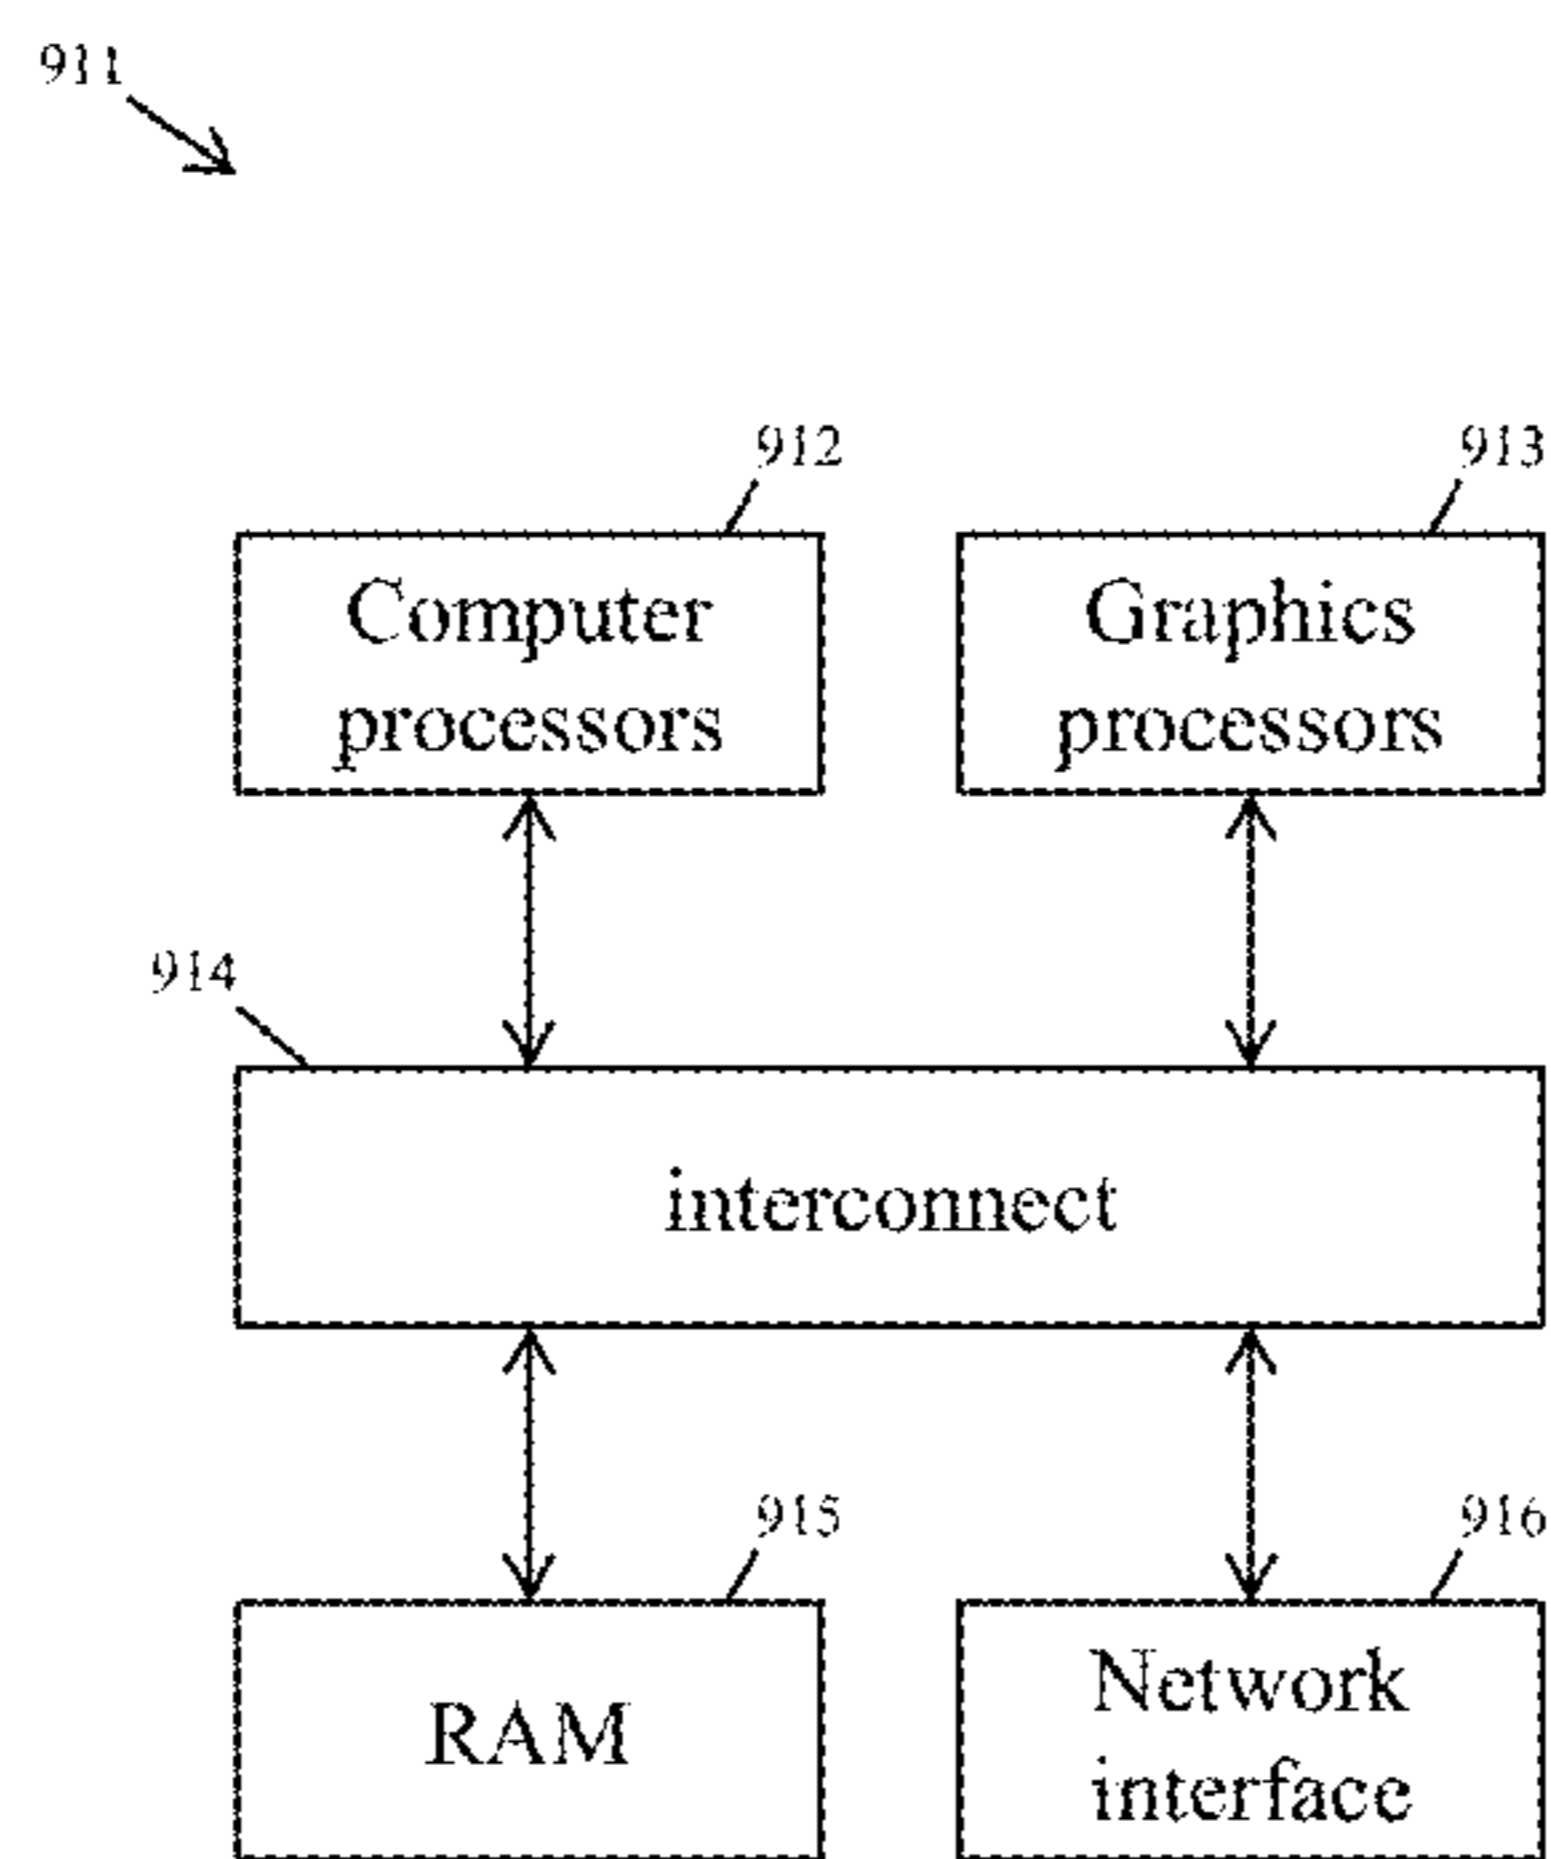 911
912
913
Computer
processors
Graphics
processors
914
interconnect
915
916
RAM
Network
interface